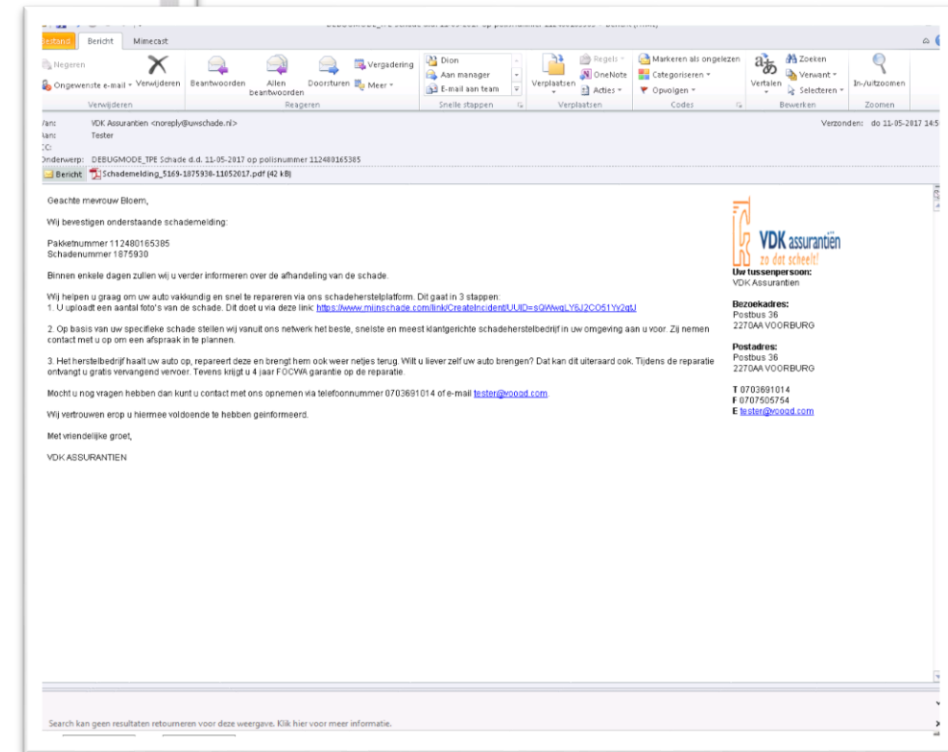 Bestand Bericht Mimecast
Negeren
Ongewenste e-mail Verwijderen
Beantwoorden
Allen beantwoorden
Doorsturen
Vergadering
Meer
Dion
Aan manager
E-mail aan team
Verplaatsen
Regels
OneNote
Acties
Markeren als ongelezen
Categoriseren
Opvolgen
Vertalen
Zoeken
Verwant
Selecteren
In-/uitzoomen
Verwijderen Reageren Snelle stappen Verplaatsen Codes Bewerken Zoomen
Van: VDK Assurantien <noreply@uwschade.nl> Verzonden: do 11-05-2017 14:5
Aan: Tester
CC:
Onderwerp: DEBUGMODE_TPE Schade d.d. 11-05-2017 op polisnummer 112480165385
Bericht Schademelding_5169-1875930-11052017.pdf (42 kB)
Geachte mevrouw Bloem,
Wij bevestigen onderstaande schademelding:
Pakketnummer 112480165385
Schadenummer 1875930
Binnen enkele dagen zullen wij u verder informeren over de afhandeling van de schade.
Wij helpen u graag om uw auto vakkundig en snel te repareren via ons schadeherstelplatform. Dit gaat in 3 stappen:
1. U uploadt een aantal foto's van de schade. Dit doet u via deze link:
2. Op basis van uw specifieke schade stellen wij vanuit ons netwerk het beste, snelste en meest klantgerichte schadeherstelbedrijf in uw omgeving aan u voor. Zij nemen
contact met u op om een afspraak in te plannen.
3. Het herstelbedrijf haalt uw auto op, repareert deze en brengt hem ook weer netjes terug. Wilt u liever zelf uw auto brengen? Dat kan dit uiteraard ook. Tijdens de reparatie
ontvangt u gratis vervangend vervoer. Tevens krijgt u 4 jaar FOCWA garantie op de reparatie.
Mocht u nog vragen hebben dan kunt u contact met ons opnemen via telefoonnummer 0703691014 of e-mail tester@voogd.com.
Wij vertrouwen erop u hiermee voldoende te hebben geinformeerd.
Met vriendelijke groet,
VDK ASSURANTIEN
VDK assurantiën
zo dat scheelt!
Uw tussenpersoon:
VDK Assurantien
Bezoekadres:
Postbus 36
2270AA VOORBURG
Postadres:
Postbus 36
2270AA VOORBURG
T 0703691014
F 0707505754
E tester@voogd.com
Search kan geen resultaten retourneren voor deze weergave. Klik hier voor meer informatie.